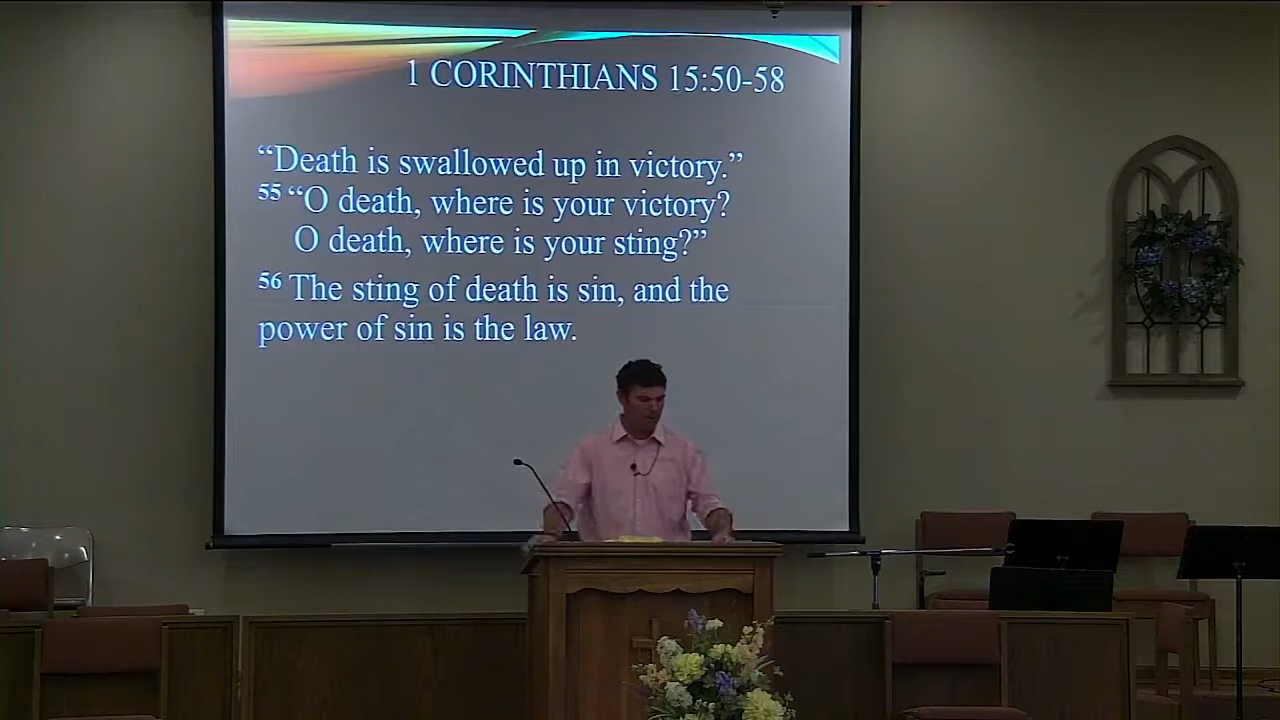 1 CORINTHIANS 15:50-58
“Death is swallowed up in victory.”
55 “O death, where is your victory?
O death, where is your sting?”
56 The sting of death is sin, and the
power of sin is the law.